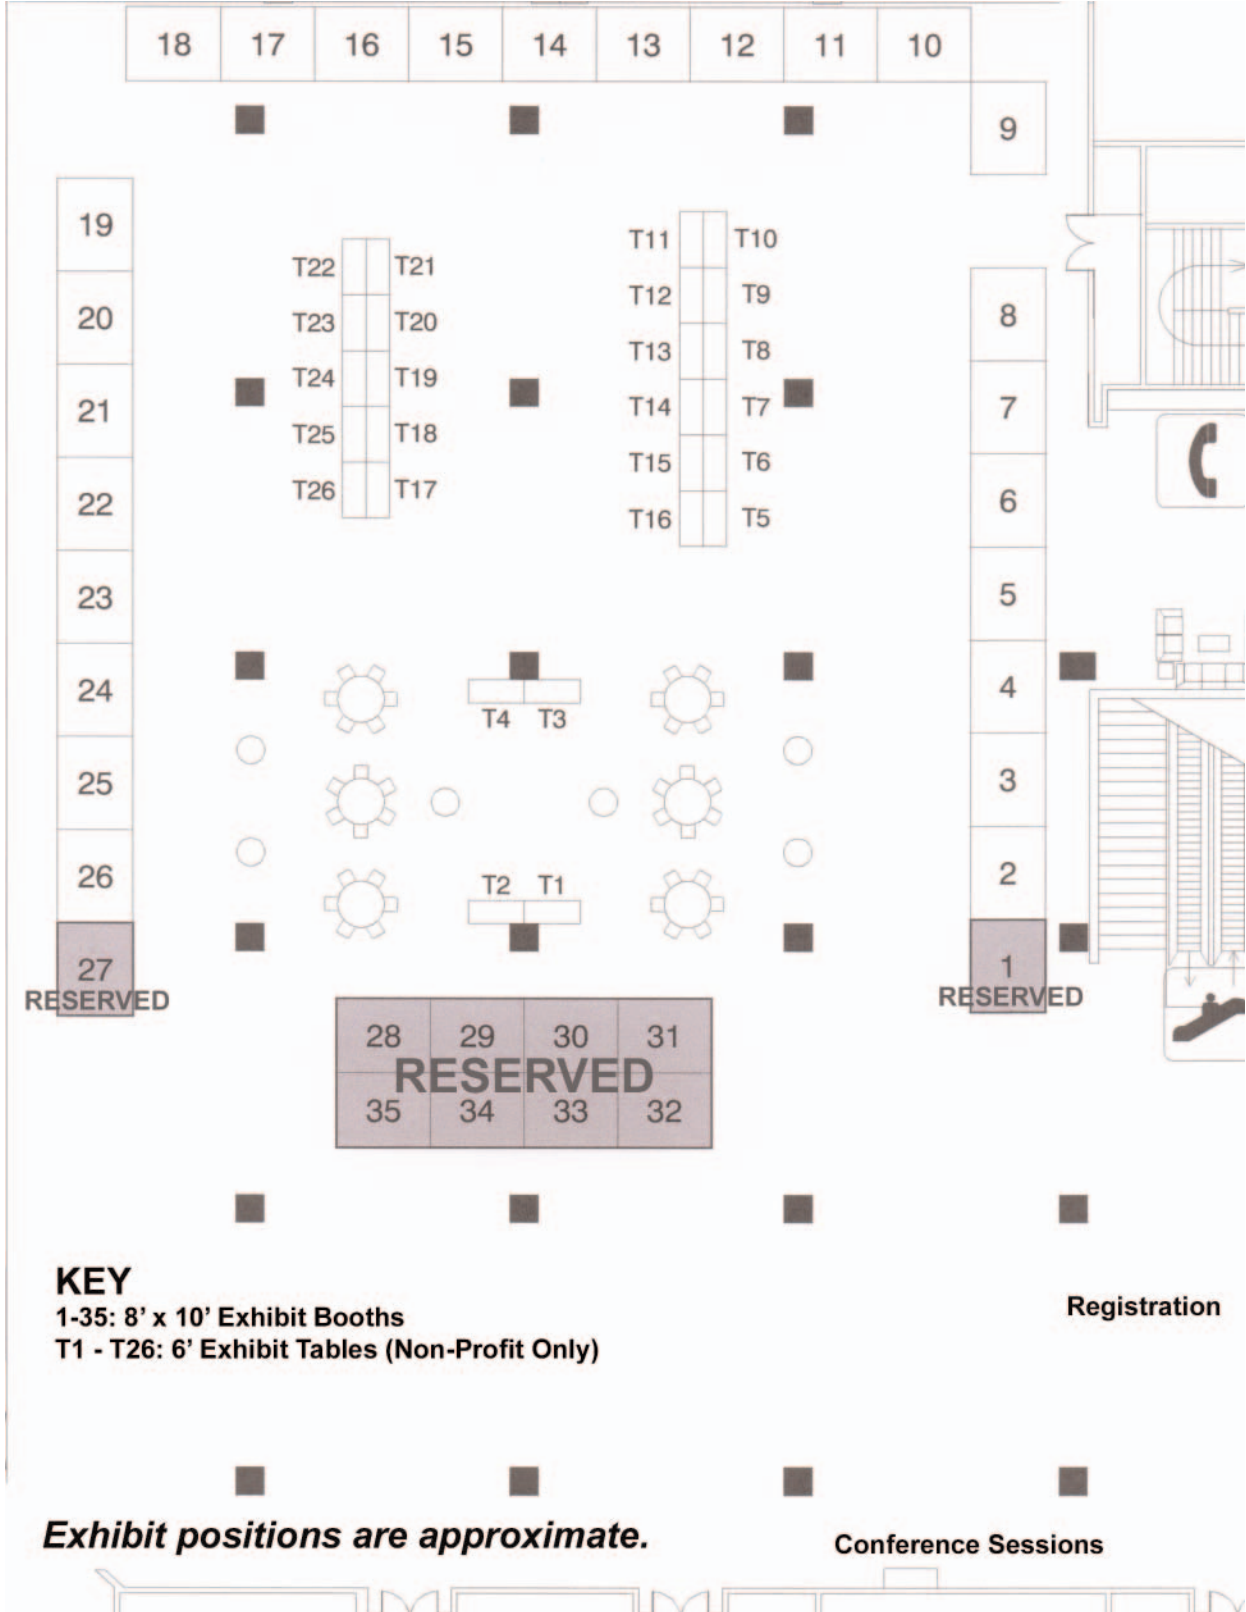 18 17 16 15 14 13 12 11 10
9
19
T11 T10
T22 T21
T12 T9
8
20
T23 T20
T13 T8
T24 T19
7
21
T14 T7
T25 T18
T15 T6
T26 T17
6
22
T16 T5
5
23
4
24
T4 T3
3
25
2
26
T2 T1
1
27
RESERVED
RESERVED
28 29 30 31
RESERVED
35 34 33 32
KEY
1-35: 8' x 10' Exhibit Booths
T1 - T26: 6' Exhibit Tables (Non-Profit Only)
Registration
Exhibit positions are approximate.
Conference Sessions